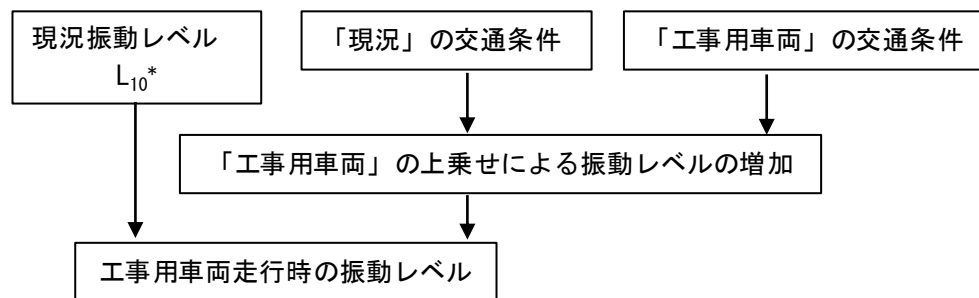 現況振動レベル
L10*
「現況」の交通条件
「工事用車両」の交通条件
「工事用車両」の上乗せによる振動レベルの増加
工事用車両走行時の振動レベル